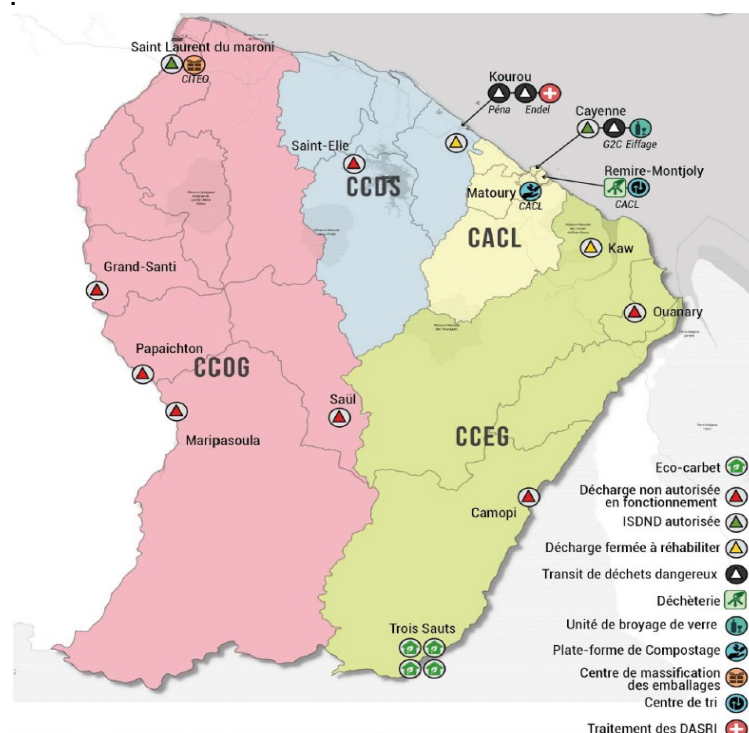 Saint Laurent du maroni
CITEO
Kourou
Péna Endel
Cayenne
G2C Eiffage
Saint-Elie
CCDS
Remire-Montjoly
CACL
Matoury
CACL
CACL
Kaw
Grand-Santi
Ouanary
Papaichton
CCOG
Saül
Maripasoula
CCEG
Camopi
Trois Sauts
Eco-carbet
Décharge non autorisée
en fonctionnement
ISDND autorisée
Décharge fermée à réhabiliter
Transit de déchets dangereux
Déchèterie
Unité de broyage de verre
Plate-forme de Compostage
Centre de massification
des emballages
Centre de tri
Traitement des DASRI